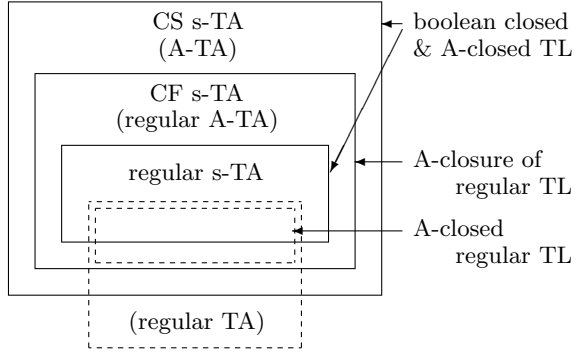 CS s-TA
(A-TA)
boolean closed
& A-closed TL
CF s-TA
(regular A-TA)
regular s-TA
A-closure of
regular TL
A-closed
regular TL
(regular TA)